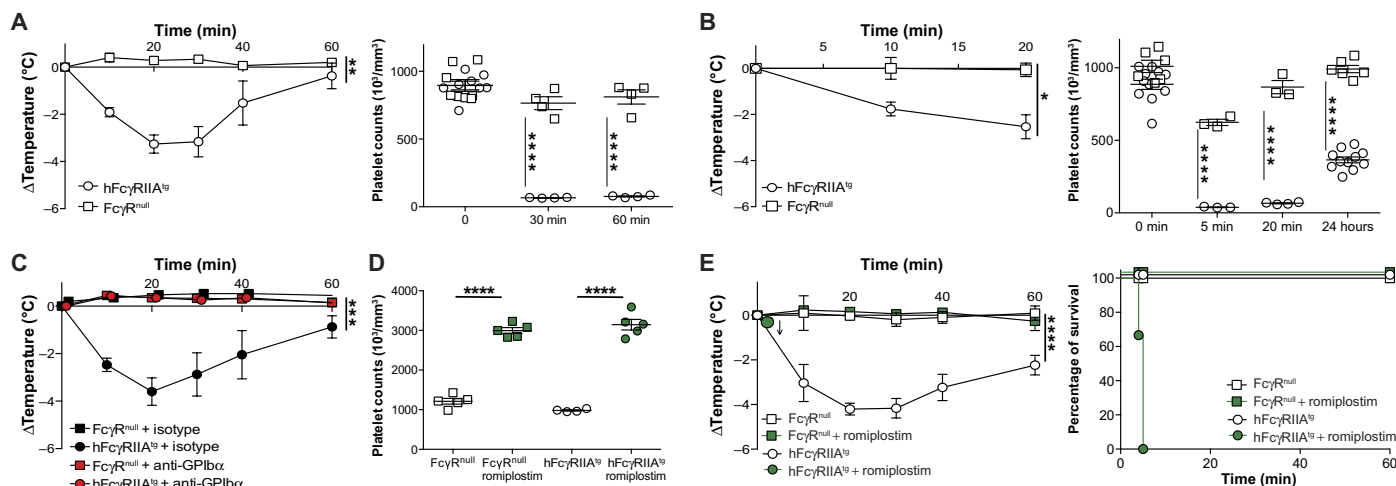 A
Time (min)
20 40 60
ΔTemperature (°C)
0
−2
−4
−6
**
hFcγRIIAtg
FcγRnull
Platelet counts (10³/mm³)
1000
500
0
****
****
0 30 min 60 min
B
Time (min)
5 10 15 20
ΔTemperature (°C)
0
−2
−4
−6
*
hFcγRIIAtg
FcγRnull
Platelet counts (10³/mm³)
1000
500
0
****
****
****
0 min 5 min 20 min 24 hours
C
Time (min)
20 40 60
ΔTemperature (°C)
0
−2
−4
−6
***
FcγRnull + isotype
hFcγRIIAtg + isotype
FcγRnull + anti-GPIbα
hFcγRIIAtg + anti-GPIbα
D
Platelet counts (10³/mm³)
4000
3000
2000
1000
0
**** ****
FcγRnull
FcγRnull
romiplostim
hFcγRIIAtg
hFcγRIIAtg
romiplostim
E
Time (min)
20 40 60
ΔTemperature (°C)
0
−2
−4
−6
****
FcγRnull
FcγRnull + romiplostim
hFcγRIIAtg
hFcγRIIAtg + romiplostim
Percentage of survival
100
80
60
40
20
0
FcγRnull
FcγRnull + romiplostim
hFcγRIIAtg
hFcγRIIAtg + romiplostim
0 20 40 60
Time (min)